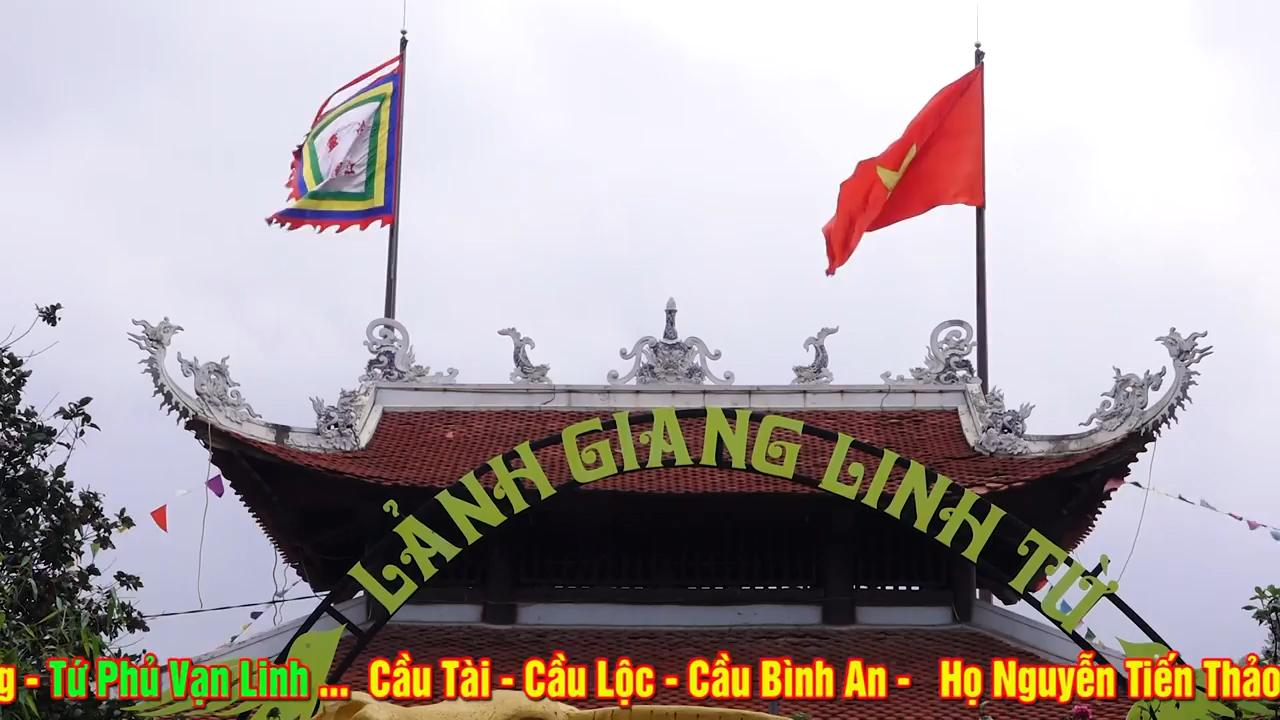 LẢNH GIANG LINH TỪ
g - Tứ Phủ Vạn Linh ... Cầu Tài - Cầu Lộc - Cầu Bình An - Họ Nguyễn Tiến Thảo